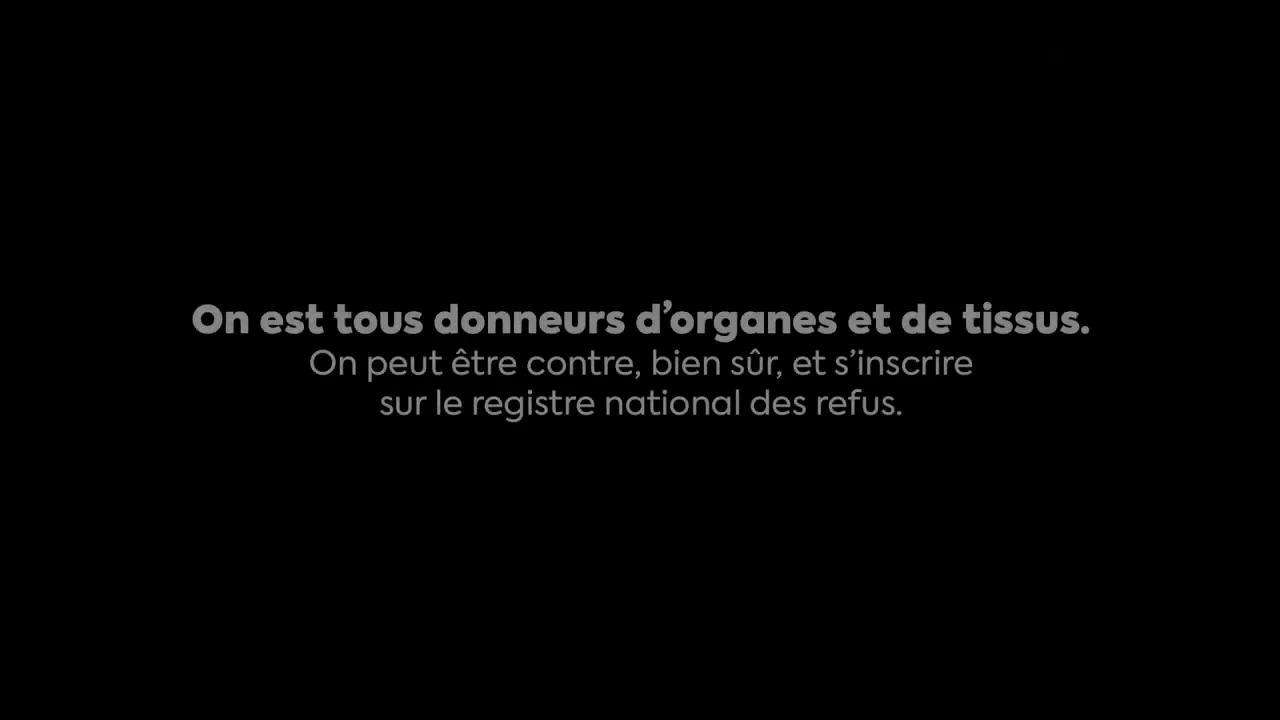 On est tous donneurs d’organes et de tissus.
On peut être contre, bien sûr, et s’inscrire
sur le registre national des refus.